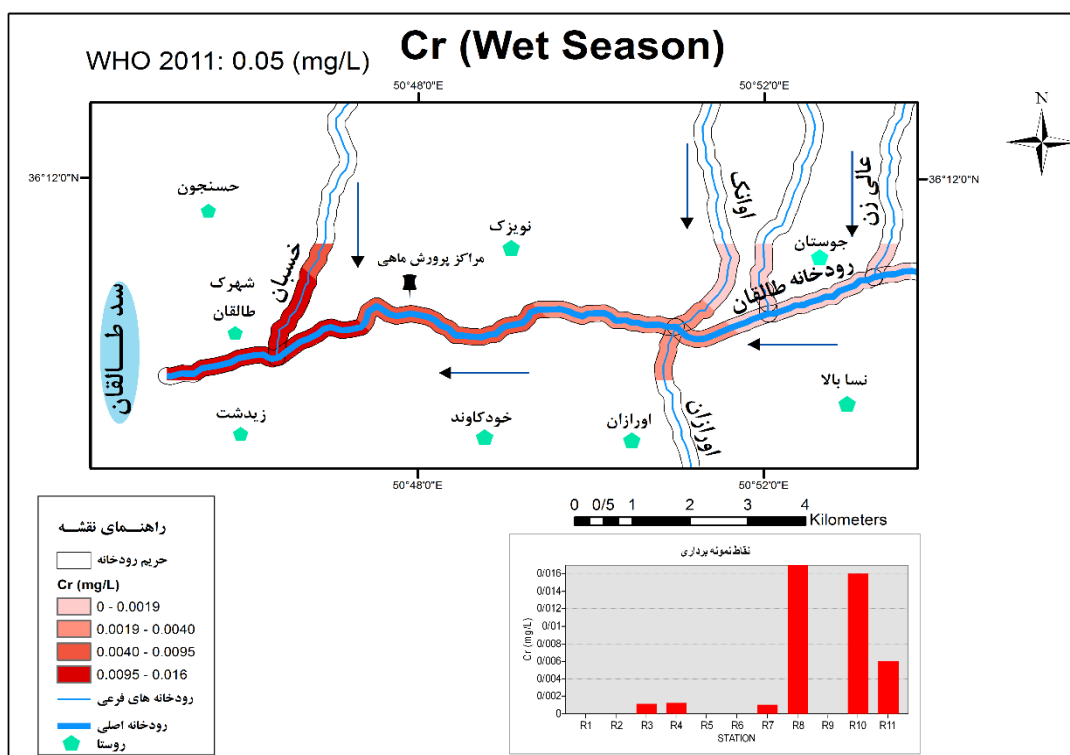 Cr (Wet Season)
WHO 2011: 0.05 (mg/L)
50°48'0"E
50°52'0"E
N
36°12'0"N
36°12'0"N
حسنجون
خسبان
شهرک
طالقان
سد طالقان
زیدشت
مراکز پرورش ماهی
نویزک
خودکاوند
اورازان
اورازان
اوانک
جوستان
عالی زن
رودخانه طالقان
نسا بالا
50°48'0"E
50°52'0"E
0 0/5 1 2 3 4
Kilometers
راهنمای نقشه
حریم رودخانه
Cr (mg/L)
0 - 0.0019
0.0019 - 0.0040
0.0040 - 0.0095
0.0095 - 0.016
رودخانه های فرعی
رودخانه اصلی
روستا
نقاط نمونه برداری
Cr (mg/L)
0/016
0/014
0/012
0/01
0/008
0/006
0/004
0/002
0
R1 R2 R3 R4 R5 R6 R7 R8 R9 R10 R11
STATION